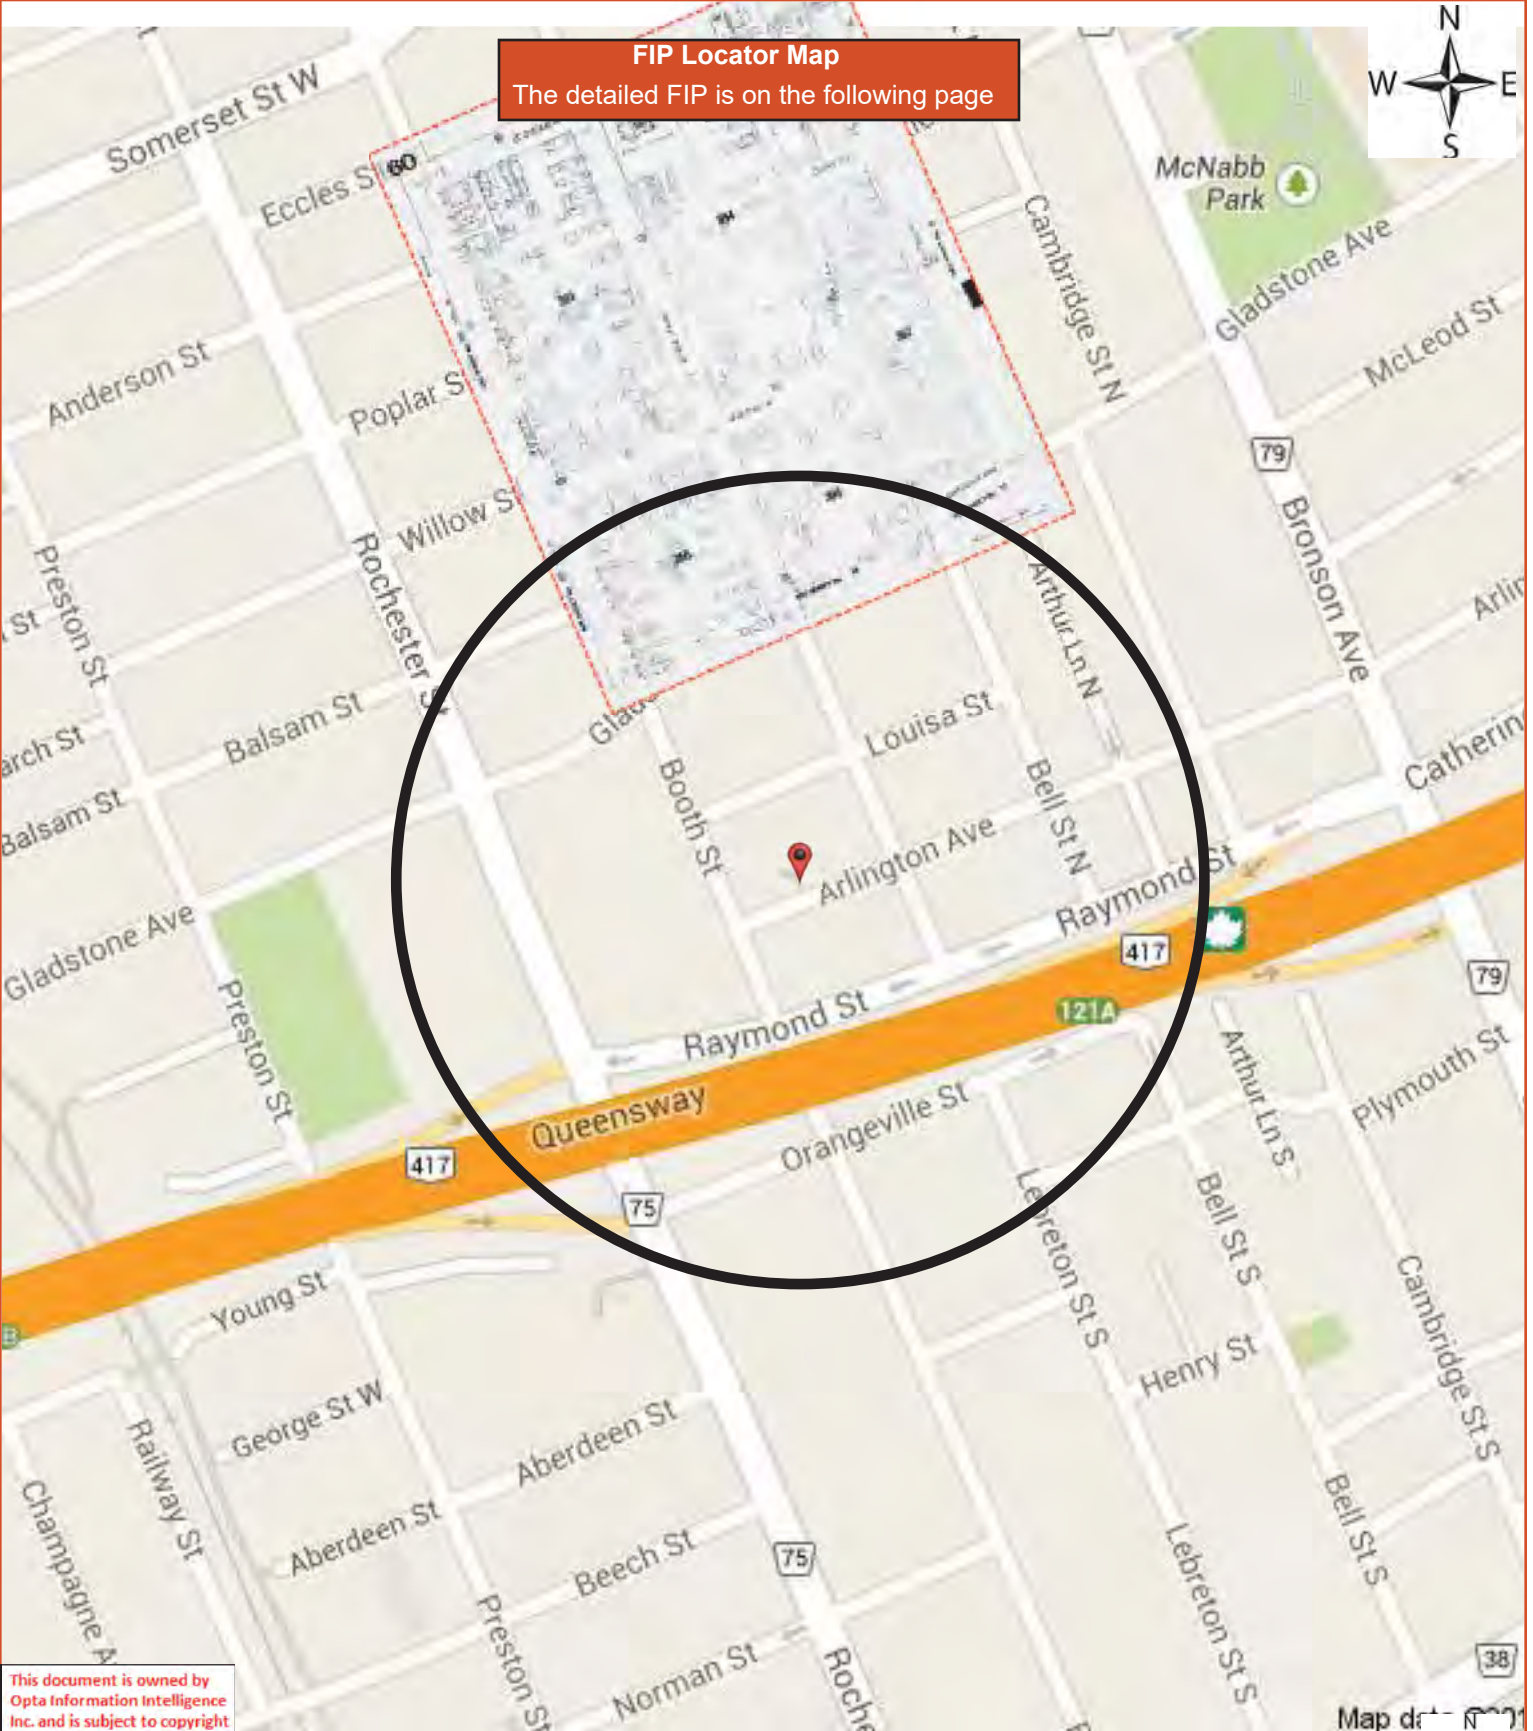 N
FIP Locator Map
The detailed FIP is on the following page
W
E
S
Somerset St W
McNabb
Park
60
Eccles S
Cambridge St N
Gladstone Ave
McLeod St
Anderson St
Poplar S
79
Willow S
Bronson Ave
Preston St
Rochester St
Arthur Ln N
St
Louisa St
Balsam St
arch St
Balsam St
Booth St
Bell St N
Catherin
Arlington Ave
Raymond St
Gladstone Ave
417
79
Preston St
121A
Raymond St
Arthur Ln S
Plymouth St
Queensway
Orangeville St
417
75
Lebreton St S
Bell St S
Young St
Cambridge St S
Henry St
George St W
Aberdeen St
Railway St
Champagne A
Aberdeen St
Bell St S
Beech St
75
Lebreton St S
Preston St
Norman St
Roche
38
This document is owned by
Opta Information Intelligence
Inc. and is subject to copyright
Map dat
N